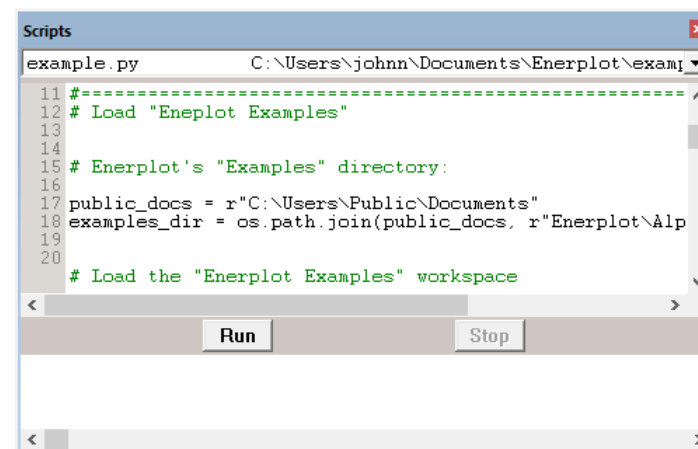 Scripts
example.py C:\Users\johnn\Documents\Enerplot\examp
11 #======================================================
12 # Load "Eneplot Examples"
13
14
15 # Enerplot's "Examples" directory:
16
17 public_docs = r"C:\Users\Public\Documents"
18 examples_dir = os.path.join(public_docs, r"Enerplot\Alp
19
20
# Load the "Enerplot Examples" workspace
Run Stop